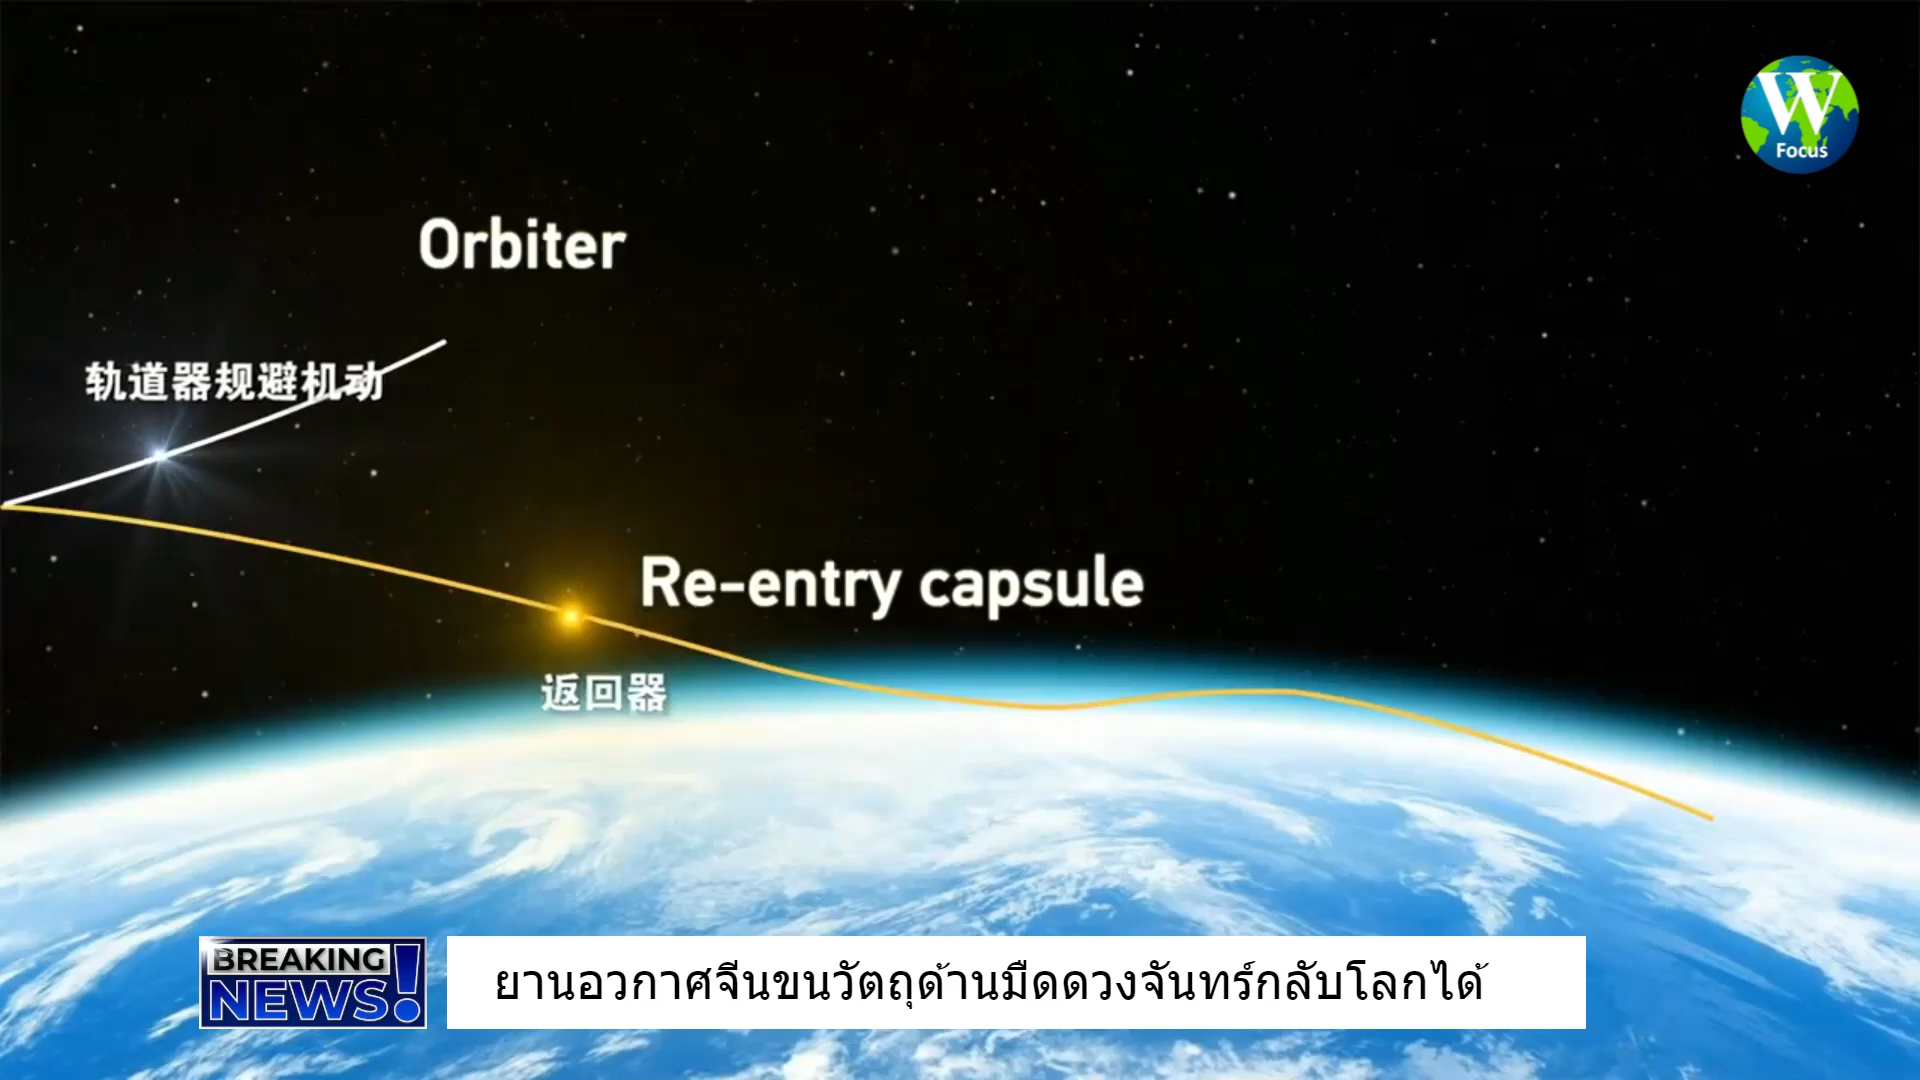 W
Focus
Orbiter
轨道器规避机动
Re-entry capsule
返回器
BREAKING
NEWS!
ยานอวกาศจีนขนวัตถุด้านมืดดวงจันทร์กลับโลกได้